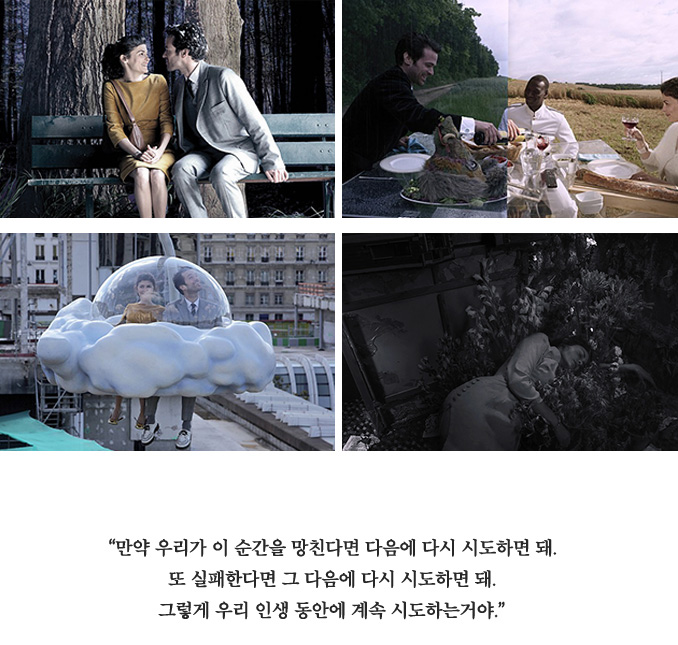 “만약 우리가 이 순간을 망친다면 다음에 다시 시도하면 돼.
또 실패한다면 그 다음에 다시 시도하면 돼.
그렇게 우리 인생 동안에 계속 시도하는거야.”